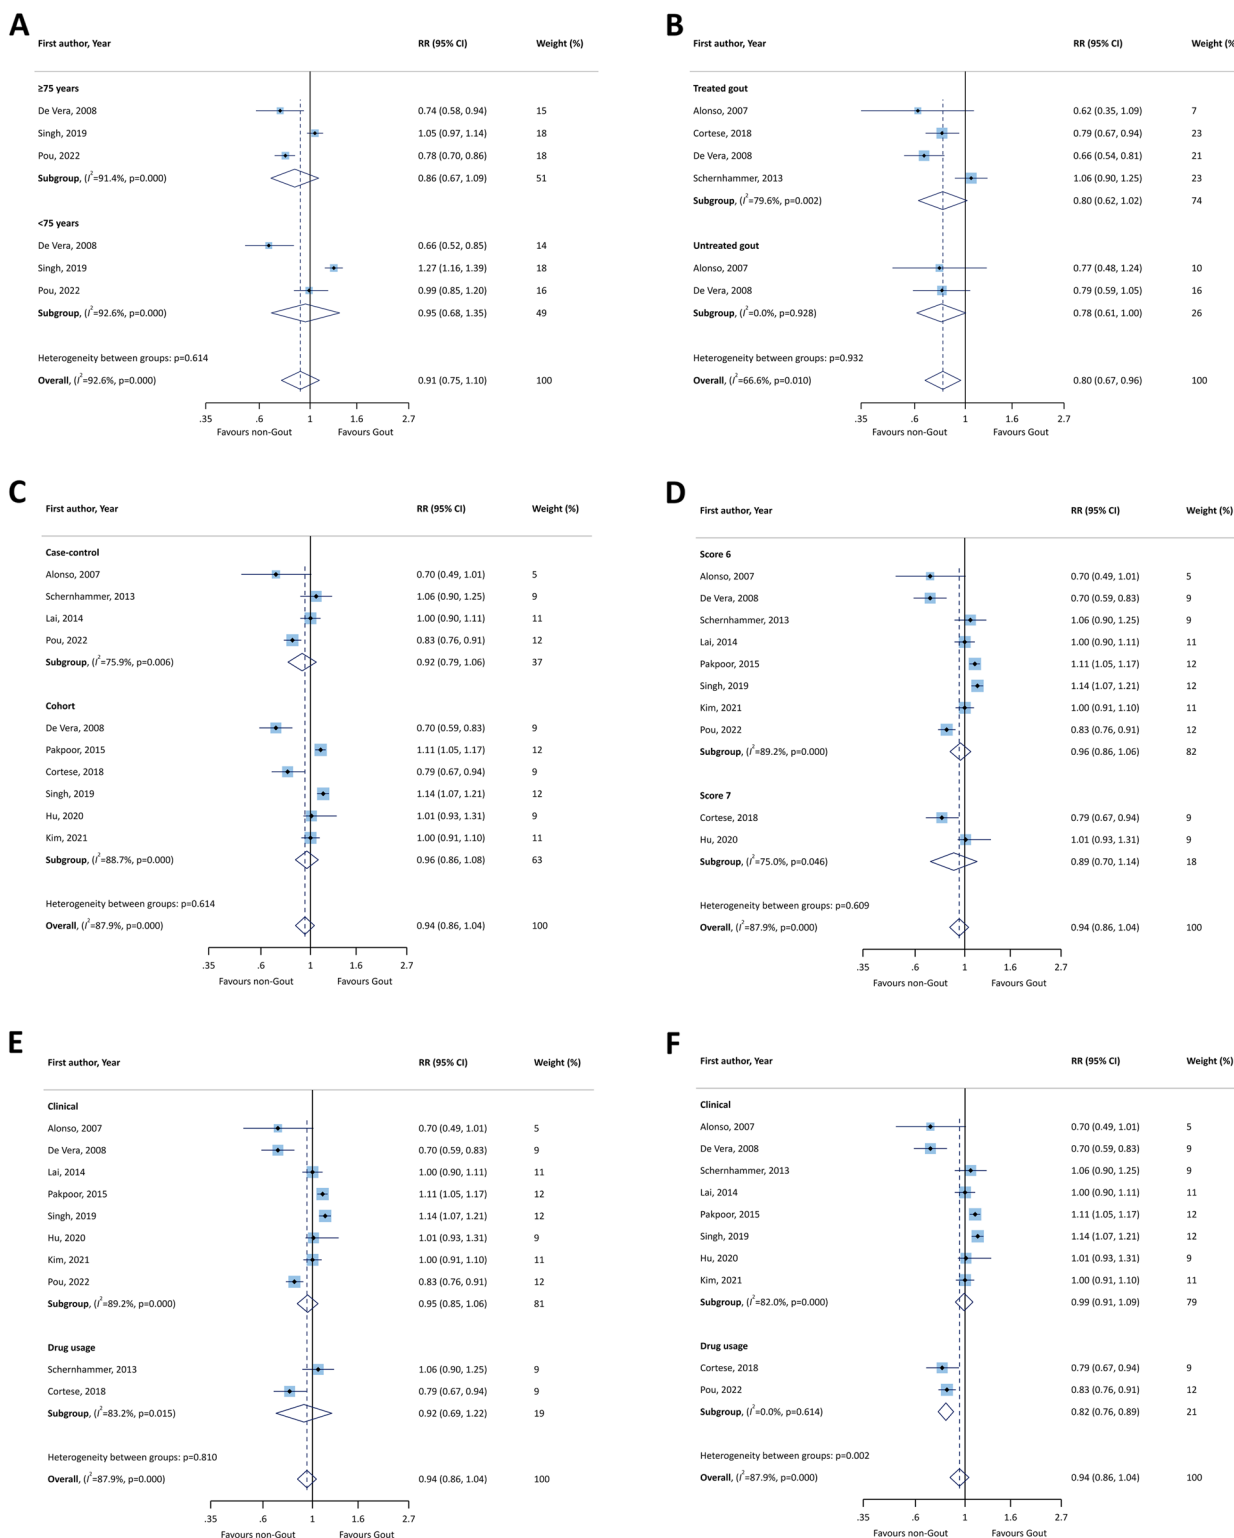 A
First author, Year RR (95% CI) Weight (%)
≥75 years
De Vera, 2008 0.74 (0.58, 0.94) 15
Singh, 2019 1.05 (0.97, 1.14) 18
Pou, 2022 0.78 (0.70, 0.86) 18
Subgroup, (I²=91.4%, p=0.000) 0.86 (0.67, 1.09) 51
<75 years
De Vera, 2008 0.66 (0.52, 0.85) 14
Singh, 2019 1.27 (1.16, 1.39) 18
Pou, 2022 0.99 (0.85, 1.20) 16
Subgroup, (I²=92.6%, p=0.000) 0.95 (0.68, 1.35) 49
Heterogeneity between groups: p=0.614
Overall, (I²=92.6%, p=0.000) 0.91 (0.75, 1.10) 100
.35 .6 1 1.6 2.7
Favours non-Gout Favours Gout
B
First author, Year RR (95% CI) Weight (%
Treated gout
Alonso, 2007 0.62 (0.35, 1.09) 7
Cortese, 2018 0.79 (0.67, 0.94) 23
De Vera, 2008 0.66 (0.54, 0.81) 21
Schernhammer, 2013 1.06 (0.90, 1.25) 23
Subgroup, (I²=79.6%, p=0.002) 0.80 (0.62, 1.02) 74
Untreated gout
Alonso, 2007 0.77 (0.48, 1.24) 10
De Vera, 2008 0.79 (0.59, 1.05) 16
Subgroup, (I²=0.0%, p=0.928) 0.78 (0.61, 1.00) 26
Heterogeneity between groups: p=0.932
Overall, (I²=66.6%, p=0.010) 0.80 (0.67, 0.96) 100
.35 .6 1 1.6 2.7
Favours non-Gout Favours Gout
C
First author, Year RR (95% CI) Weight (%)
Case-control
Alonso, 2007 0.70 (0.49, 1.01) 5
Schernhammer, 2013 1.06 (0.90, 1.25) 9
Lai, 2014 1.00 (0.90, 1.11) 11
Pou, 2022 0.83 (0.76, 0.91) 12
Subgroup, (I²=75.9%, p=0.006) 0.92 (0.79, 1.06) 37
Cohort
De Vera, 2008 0.70 (0.59, 0.83) 9
Pakpoor, 2015 1.11 (1.05, 1.17) 12
Cortese, 2018 0.79 (0.67, 0.94) 9
Singh, 2019 1.14 (1.07, 1.21) 12
Hu, 2020 1.01 (0.93, 1.31) 9
Kim, 2021 1.00 (0.91, 1.10) 11
Subgroup, (I²=88.7%, p=0.000) 0.96 (0.86, 1.08) 63
Heterogeneity between groups: p=0.614
Overall, (I²=87.9%, p=0.000) 0.94 (0.86, 1.04) 100
.35 .6 1 1.6 2.7
Favours non-Gout Favours Gout
D
First author, Year RR (95% CI) Weight (%)
Score 6
Alonso, 2007 0.70 (0.49, 1.01) 5
De Vera, 2008 0.70 (0.59, 0.83) 9
Schernhammer, 2013 1.06 (0.90, 1.25) 9
Lai, 2014 1.00 (0.90, 1.11) 11
Pakpoor, 2015 1.11 (1.05, 1.17) 12
Singh, 2019 1.14 (1.07, 1.21) 12
Kim, 2021 1.00 (0.91, 1.10) 11
Pou, 2022 0.83 (0.76, 0.91) 12
Subgroup, (I²=89.2%, p=0.000) 0.96 (0.86, 1.06) 82
Score 7
Cortese, 2018 0.79 (0.67, 0.94) 9
Hu, 2020 1.01 (0.93, 1.31) 9
Subgroup, (I²=75.0%, p=0.046) 0.89 (0.70, 1.14) 18
Heterogeneity between groups: p=0.609
Overall, (I²=87.9%, p=0.000) 0.94 (0.86, 1.04) 100
.35 .6 1 1.6 2.7
Favours non-Gout Favours Gout
E
First author, Year RR (95% CI) Weight (%)
Clinical
Alonso, 2007 0.70 (0.49, 1.01) 5
De Vera, 2008 0.70 (0.59, 0.83) 9
Lai, 2014 1.00 (0.90, 1.11) 11
Pakpoor, 2015 1.11 (1.05, 1.17) 12
Singh, 2019 1.14 (1.07, 1.21) 12
Hu, 2020 1.01 (0.93, 1.31) 9
Kim, 2021 1.00 (0.91, 1.10) 11
Pou, 2022 0.83 (0.76, 0.91) 12
Subgroup, (I²=89.2%, p=0.000) 0.95 (0.85, 1.06) 81
Drug usage
Schernhammer, 2013 1.06 (0.90, 1.25) 9
Cortese, 2018 0.79 (0.67, 0.94) 9
Subgroup, (I²=83.2%, p=0.015) 0.92 (0.69, 1.22) 19
Heterogeneity between groups: p=0.810
Overall, (I²=87.9%, p=0.000) 0.94 (0.86, 1.04) 100
.35 .6 1 1.6 2.7
Favours non-Gout Favours Gout
F
First author, Year RR (95% CI) Weight (%)
Clinical
Alonso, 2007 0.70 (0.49, 1.01) 5
De Vera, 2008 0.70 (0.59, 0.83) 9
Schernhammer, 2013 1.06 (0.90, 1.25) 9
Lai, 2014 1.00 (0.90, 1.11) 11
Pakpoor, 2015 1.11 (1.05, 1.17) 12
Singh, 2019 1.14 (1.07, 1.21) 12
Hu, 2020 1.01 (0.93, 1.31) 9
Kim, 2021 1.00 (0.91, 1.10) 11
Subgroup, (I²=82.0%, p=0.000) 0.99 (0.91, 1.09) 79
Drug usage
Cortese, 2018 0.79 (0.67, 0.94) 9
Pou, 2022 0.83 (0.76, 0.91) 12
Subgroup, (I²=0.0%, p=0.614) 0.82 (0.76, 0.89) 21
Heterogeneity between groups: p=0.002
Overall, (I²=87.9%, p=0.000) 0.94 (0.86, 1.04) 100
.35 .6 1 1.6 2.7
Favours non-Gout Favours Gout